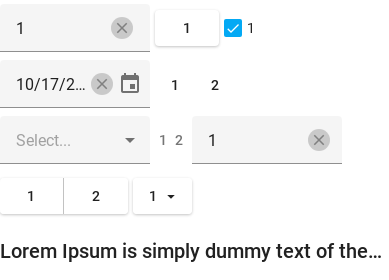 1 1 1
10/17/2... 1 2
Select... 1 2 1
1 2 1
Lorem Ipsum is simply dummy text of the...